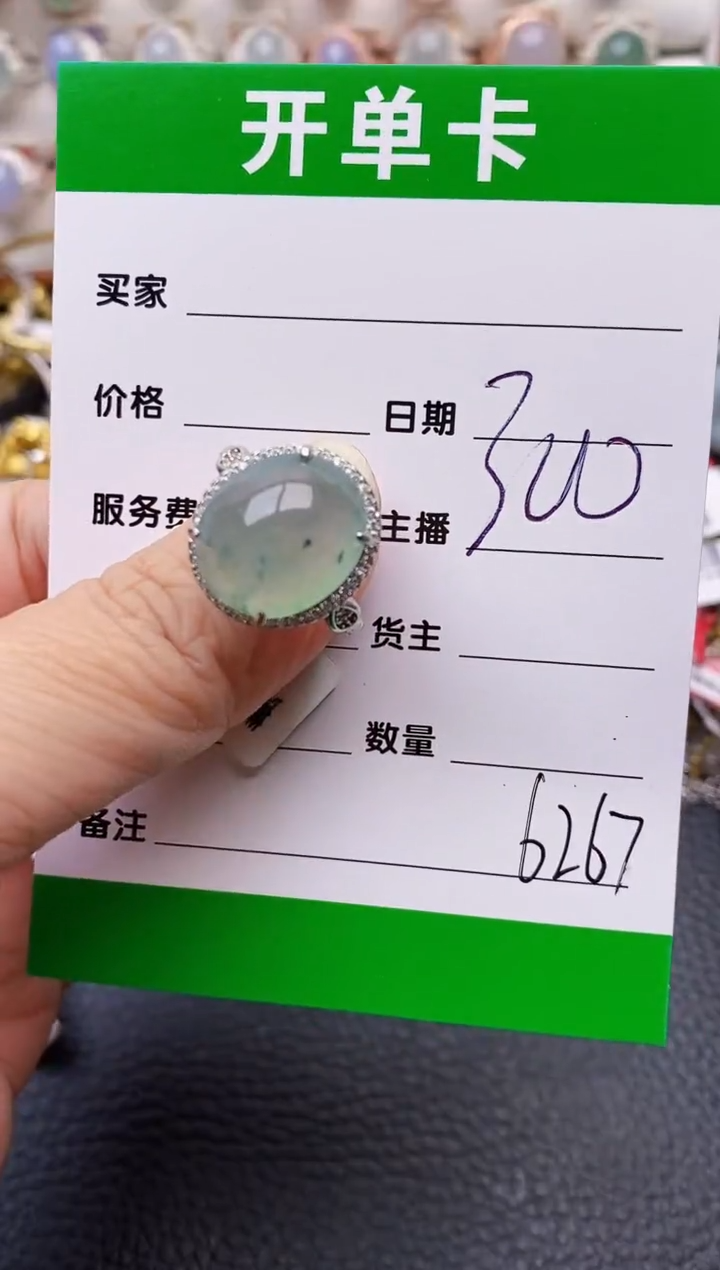 开单卡
买家
价格 日期
300
服务费 主播
货主
数量
备注 6267